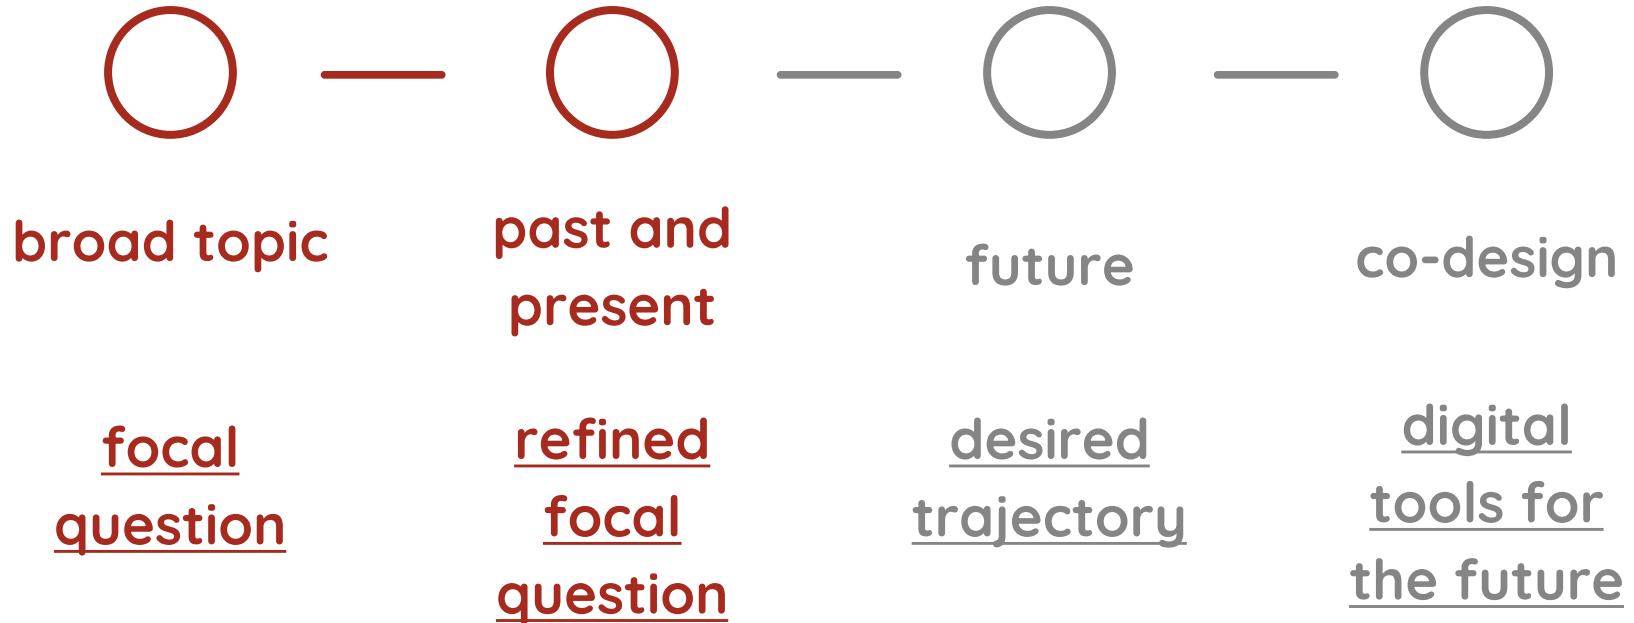 broad topic
past and
present
future
co-design
focal
question
refined
focal
question
desired
trajectory
digital
tools for
the future